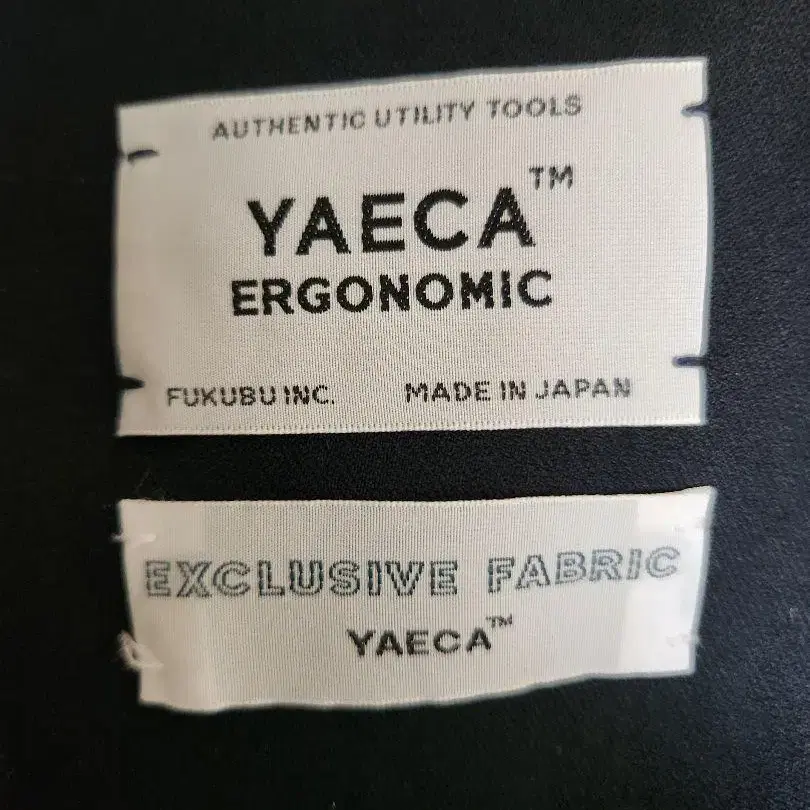 AUTHENTIC UTILITY TOOLS
YAECA™
ERGONOMIC
FUKUBU INC. MADE IN JAPAN
EXCLUSIVE FABRIC
YAECA™